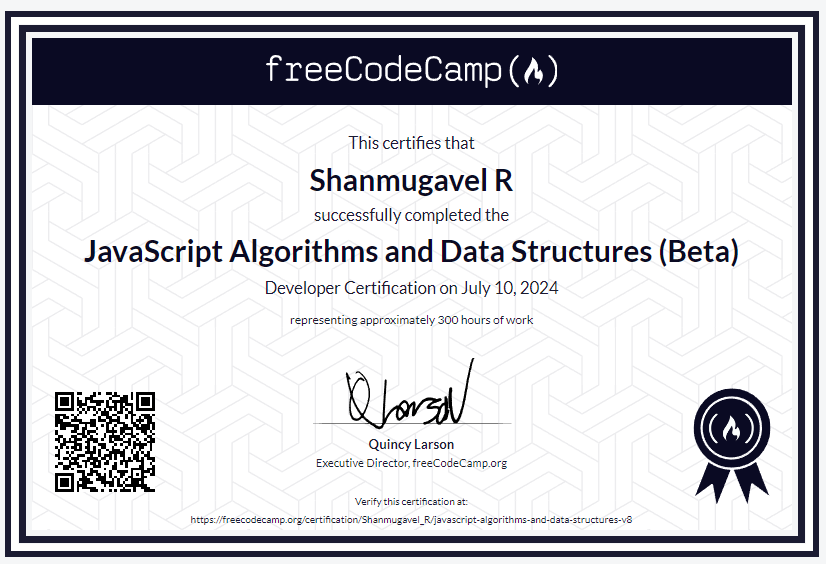 freeCodeCamp
This certifies that
Shanmugavel R
successfully completed the
JavaScript Algorithms and Data Structures (Beta)
Developer Certification on July 10, 2024
representing approximately 300 hours of work
Quincy Larson
Executive Director, freeCodeCamp.org
Verify this certification at:
https://freecodecamp.org/certification/Shanmugavel_R/javascript-algorithms-and-data-structures-v8